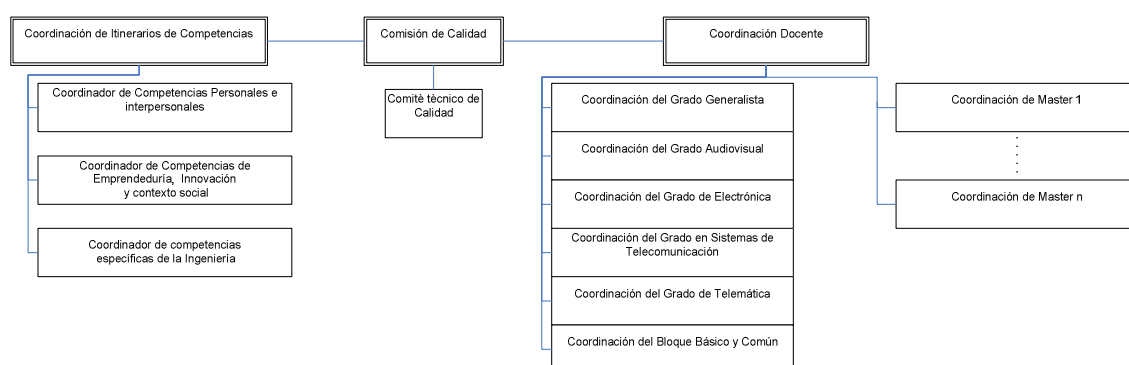 Coordinación de Itinerarios de Competencias
Comisión de Calidad
Coordinación Docente
Coordinador de Competencias Personales e
interpersonales
Coordinador de Competencias de
Emprendeduría, Innovación
y contexto social
Coordinador de competencias
específicas de la Ingeniería
Comitè tècnico de
Calidad
Coordinación del Grado Generalista
Coordinación del Grado Audiovisual
Coordinación del Grado de Electrónica
Coordinación del Grado en Sistemas de
Telecomunicación
Coordinación del Grado de Telemática
Coordinación del Bloque Básico y Común
Coordinación de Master 1
Coordinación de Master n